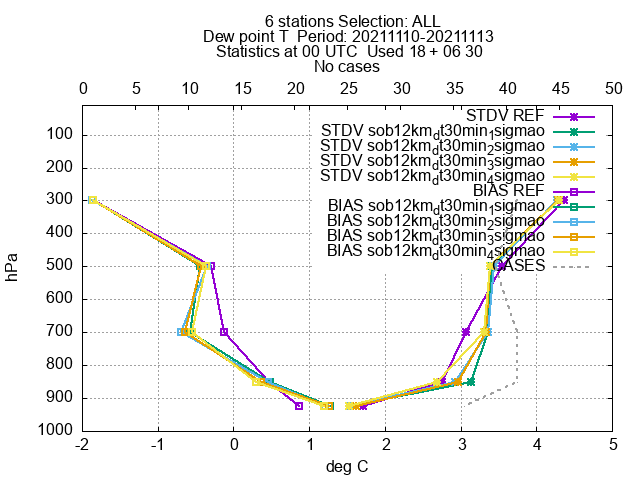 6 stations Selection: ALL
Dew point T  Period: 20211110-20211113
Statistics at 00 UTC  Used 18 + 06 30
No cases
0 5 10 15 20 25 30 35 40 45 50
STDV REF
STDV sob12km_dt30min_1sigmao
STDV sob12km_dt30min_2sigmao
STDV sob12km_dt30min_3sigmao
STDV sob12km_dt30min_4sigmao
BIAS REF
BIAS sob12km_dt30min_1sigmao
BIAS sob12km_dt30min_2sigmao
BIAS sob12km_dt30min_3sigmao
BIAS sob12km_dt30min_4sigmao
CASES
100
200
300
400
500
600
700
800
900
1000
hPa
-2 -1 0 1 2 3 4 5
deg C